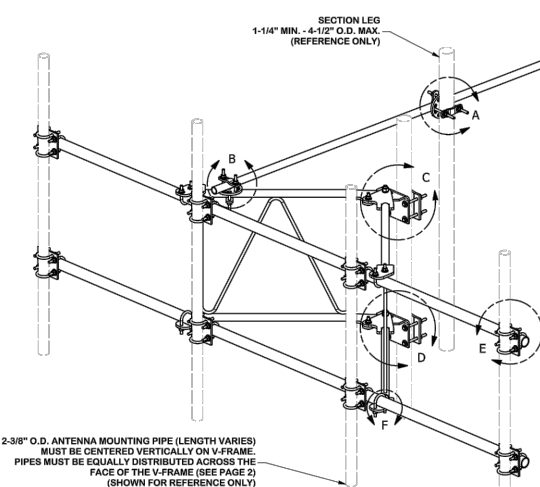 SECTION LEG
1-1/4" MIN. - 4-1/2" O.D. MAX.
(REFERENCE ONLY)
A
B
C
E
D
F
2-3/8" O.D. ANTENNA MOUNTING PIPE (LENGTH VARIES)
MUST BE CENTERED VERTICALLY ON V-FRAME.
PIPES MUST BE EQUALLY DISTRIBUTED ACROSS THE
FACE OF THE V-FRAME (SEE PAGE 2)
(SHOWN FOR REFERENCE ONLY)